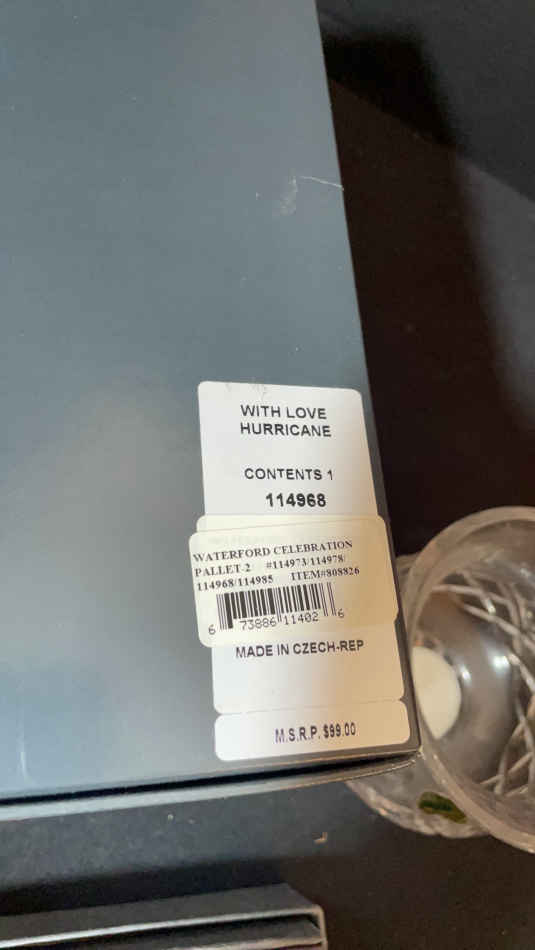 WITH LOVE
HURRICANE
CONTENTS 1
114968
WATERFORD CELEBRATION
PALLET-2 #114973/114978/
114968/114985 ITEM#808826
6 73886 11402 6
MADE IN CZECH-REP
M.S.R.P. $99.00